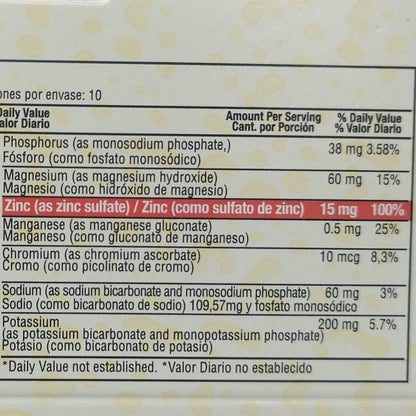 ones por envase: 10
Daily Value
alor Diario
Amount Per Serving
Cant. por Porción
% Daily Value
% Valor Diario
Phosphorus (as monosodium phosphate,)
Fósforo (como fosfato monosódico)
38 mg 3.58%
Magnesium (as magnesium hydroxide)
Magnesio (como hidróxido de magnesio)
60 mg 15%
Zinc (as zinc sulfate) / Zinc (como sulfato de zinc) 15 mg 100%
Manganese (as manganese gluconate)
Manganeso (como gluconato de manganeso)
0.5 mg 25%
Chromium (as chromium ascorbate)
Cromo (como picolinato de cromo)
10 mcg 8,3%
Sodium (as sodium bicarbonate and monosodium phosphate) 60 mg 3%
Sodio (como bicarbonato de sodio) 109,57mg y fosfato monosódico
Potassium 200 mg 5.7%
(as potassium bicarbonate and monopotassium phosphate)
Potasio (como bicarbonato de potasio)
*Daily Value not established. *Valor Diario no establecido